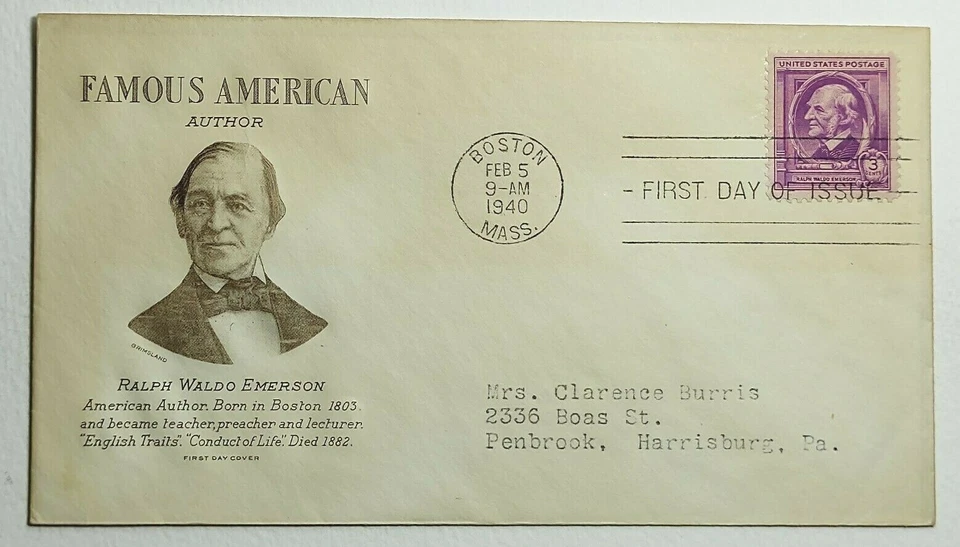 FAMOUS AMERICAN
AUTHOR
GRIMSLAND
RALPH WALDO EMERSON
American Author. Born in Boston 1803.
and became teacher, preacher and lecturer.
"English Traits". "Conduct of Life". Died 1882.
FIRST DAY COVER
BOSTON
FEB 5
9-AM
1940
MASS.
UNITED STATES POSTAGE
3
CENTS
RALPH WALDO EMERSON
- FIRST DAY OF ISSUE
Mrs. Clarence Burris
2336 Boas St.
Penbrook, Harrisburg, Pa.